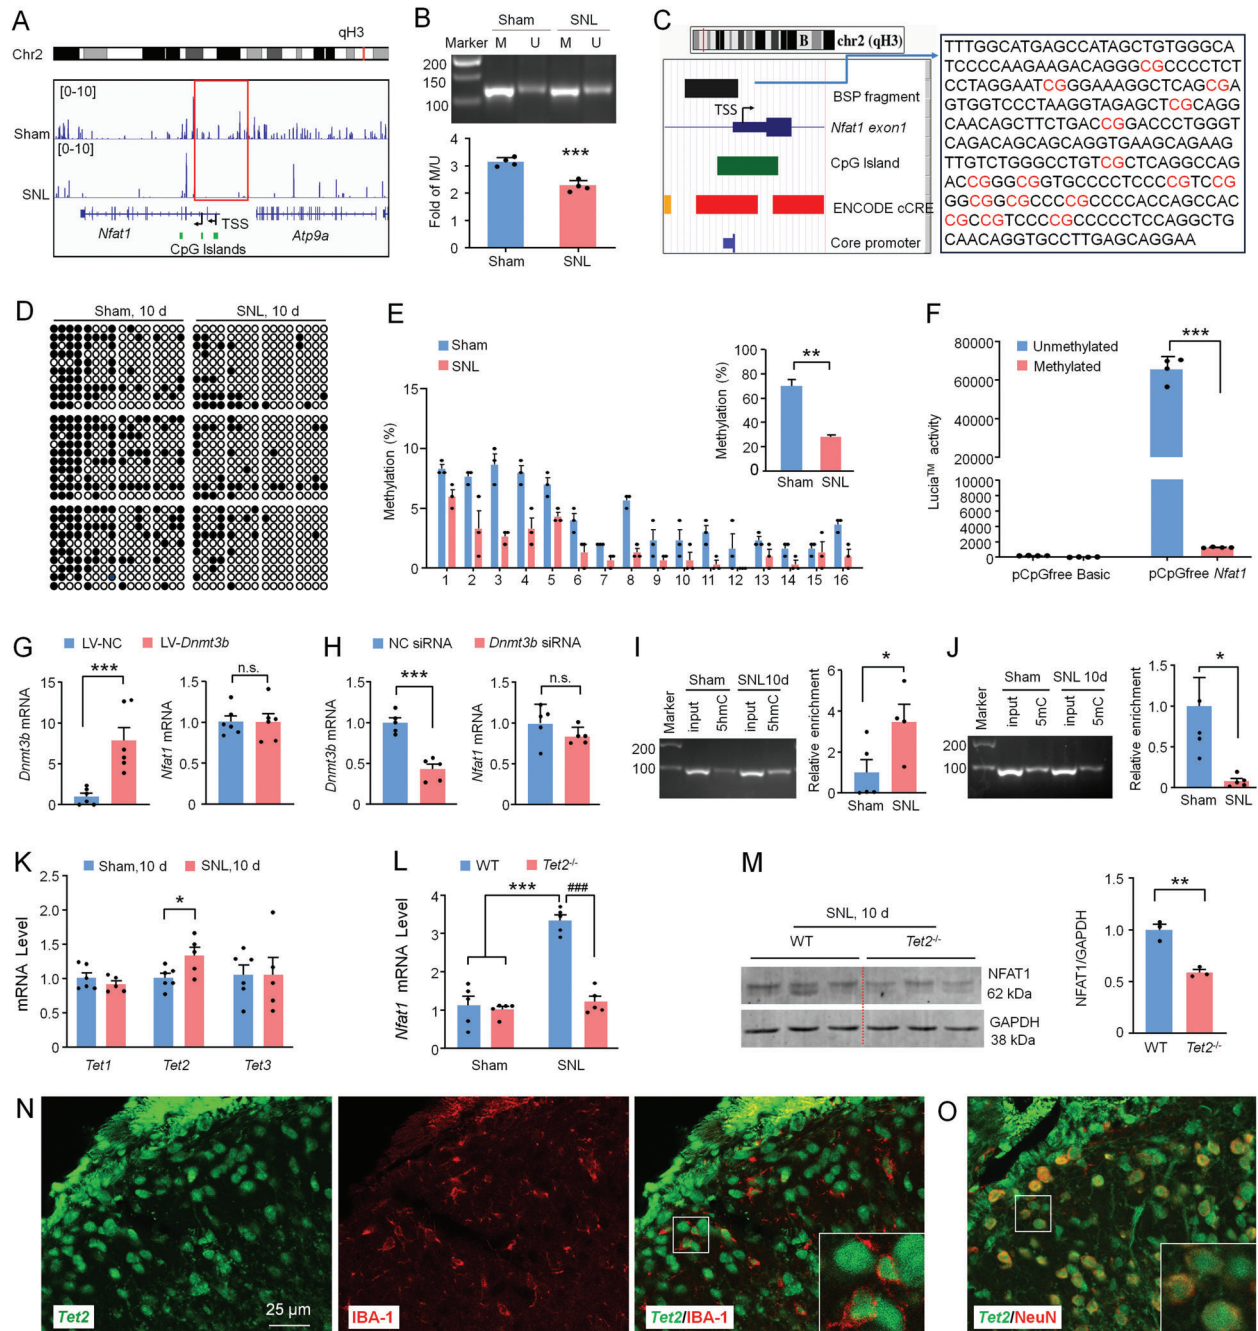 A
qH3
Chr2
[0-10]
Sham
[0-10]
SNL
TSS
Nfat1
Atp9a
CpG Islands
B
Sham
SNL
Marker
M
U
M
U
200
150
100
***
Fold of M/U
4
3
2
1
0
Sham
SNL
C
B
chr2 (qH3)
BSP fragment
TSS
Nfat1 exon1
CpG Island
ENCODE cCRE
Core promoter
TTTGGCATGAGCCATAGCTGTGGGCA
TCCCCAAGAAGACAGGGCGCCCCTCT
CCTAGGAATCGGGAAAGGCTCAGCGA
GTGGTCCCTAAGGTAGAGCTCGCAGG
CAACAGCTTCTGACCGGACCCTGGGT
CAGACAGCAGCAGGTGAAGCAGAAG
TTGTCTGGGCCTGTCGCTCAGGCCAG
ACCGGGCGGTGCCCCTCCCCGTCCG
GGCGGCGCCCCGCCCCACCAGCCAC
CGCCGTCCCCGCCCCCTCCAGGCTG
CAACAGGTGCCTTGAGCAGGAA
D
Sham, 10 d
SNL, 10 d
E
Sham
SNL
Methylation (%)
15
10
5
0
1 2 3 4 5 6 7 8 9 10 11 12 13 14 15 16
Methylation (%)
80
60
40
20
0
**
Sham
SNL
F
Unmethylated
Methylated
***
Lucia™ activity
80000
60000
40000
20000
10000
8000
6000
4000
2000
0
pCpGfree Basic
pCpGfree Nfat1
G
LV-NC
LV-Dnmt3b
Dnmt3b mRNA
15
10
5
0
***
Nfat1 mRNA
1.5
1.0
0.5
0.0
n.s.
H
NC siRNA
Dnmt3b siRNA
Dnmt3b mRNA
1.5
1.0
0.5
0.0
***
Nfat1 mRNA
1.5
1.0
0.5
0.0
n.s.
I
Sham
SNL10d
Marker
input
5hmC
input
5hmC
200
100
Relative enrichment
5
4
3
2
1
0
*
Sham
SNL
J
Sham
SNL 10d
Marker
input
5mC
input
5mC
200
100
Relative enrichment
1.5
1.0
0.5
0.0
*
Sham
SNL
K
Sham,10 d
SNL,10 d
mRNA Level
2.5
2.0
1.5
1.0
0.5
0
*
Tet1
Tet2
Tet3
L
WT
Tet2-/-
Nfat1 mRNA Level
4
3
2
1
0
***
###
Sham
SNL
M
SNL, 10 d
WT
Tet2-/-
NFAT1
62 kDa
GAPDH
38 kDa
NFAT1/GAPDH
1.5
1.0
0.5
0.0
**
WT
Tet2-/-
N
Tet2
25 µm
IBA-1
Tet2/IBA-1
O
Tet2/NeuN